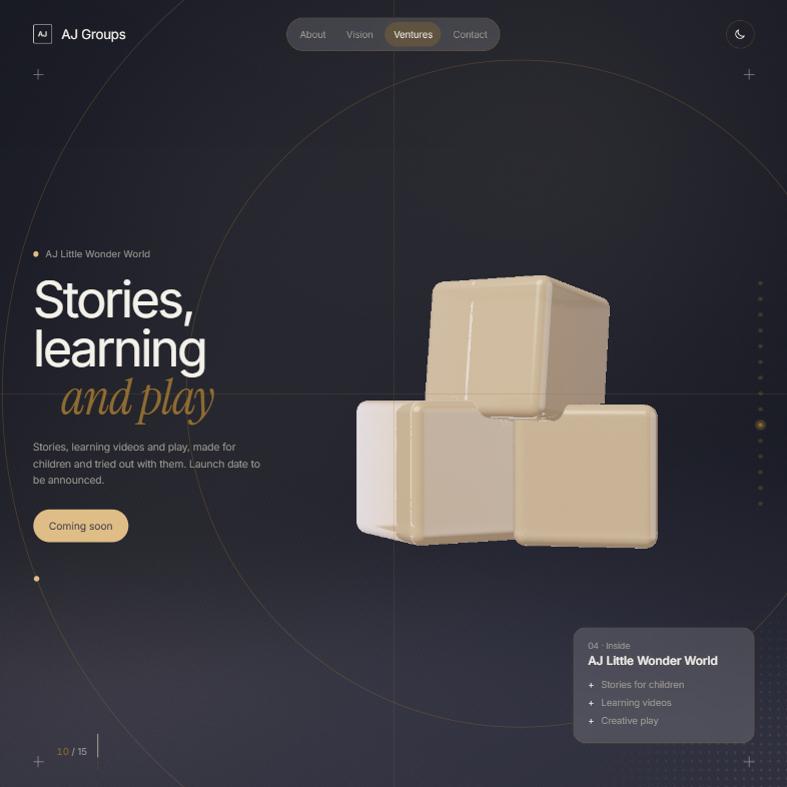 AJ AJ Groups
About Vision Ventures Contact
AJ Little Wonder World
Stories,
learning
and play
Stories, learning videos and play, made for
children and tried out with them. Launch date to
be announced.
Coming soon
04 · Inside
AJ Little Wonder World
+ Stories for children
+ Learning videos
+ Creative play
10 / 15